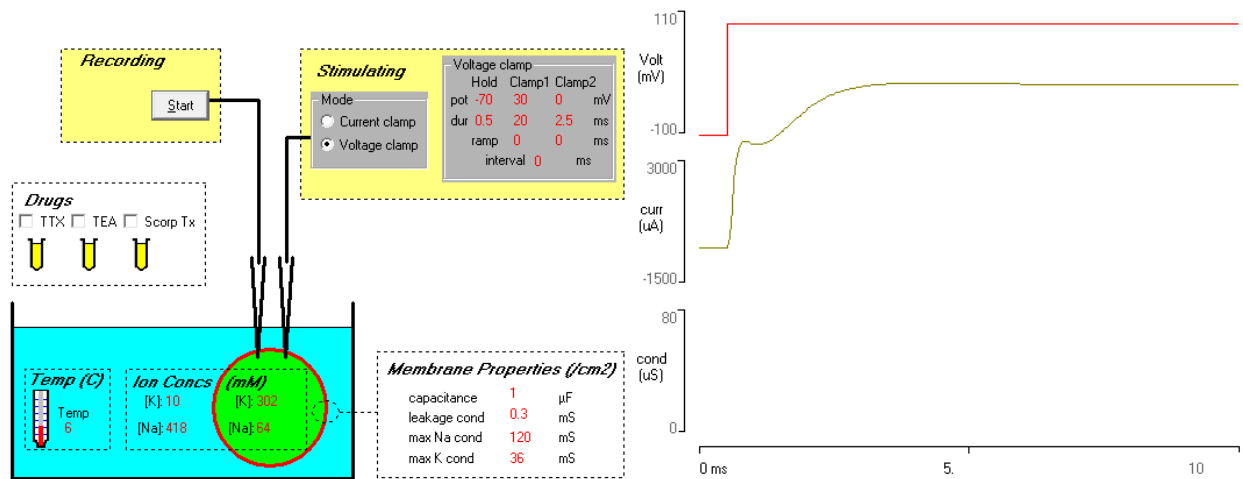 Recording
Start
Stimulating
Mode
Current clamp
Voltage clamp
Voltage clamp
Hold Clamp1 Clamp2
pot -70 30 0 mV
dur 0.5 20 2.5 ms
ramp 0 0 ms
interval 0 ms
Drugs
TTX TEA Scorp Tx
Temp (C)
Temp
6
Ion Concs (mM)
[K]: 10 [K]: 302
[Na]: 418 [Na]: 64
Membrane Properties (/cm2)
capacitance 1 µF
leakage cond 0.3 mS
max Na cond 120 mS
max K cond 36 mS
110
Volt
(mV)
-100
3000
curr
(uA)
-1500
80
cond
(uS)
0
0 ms 5. 10